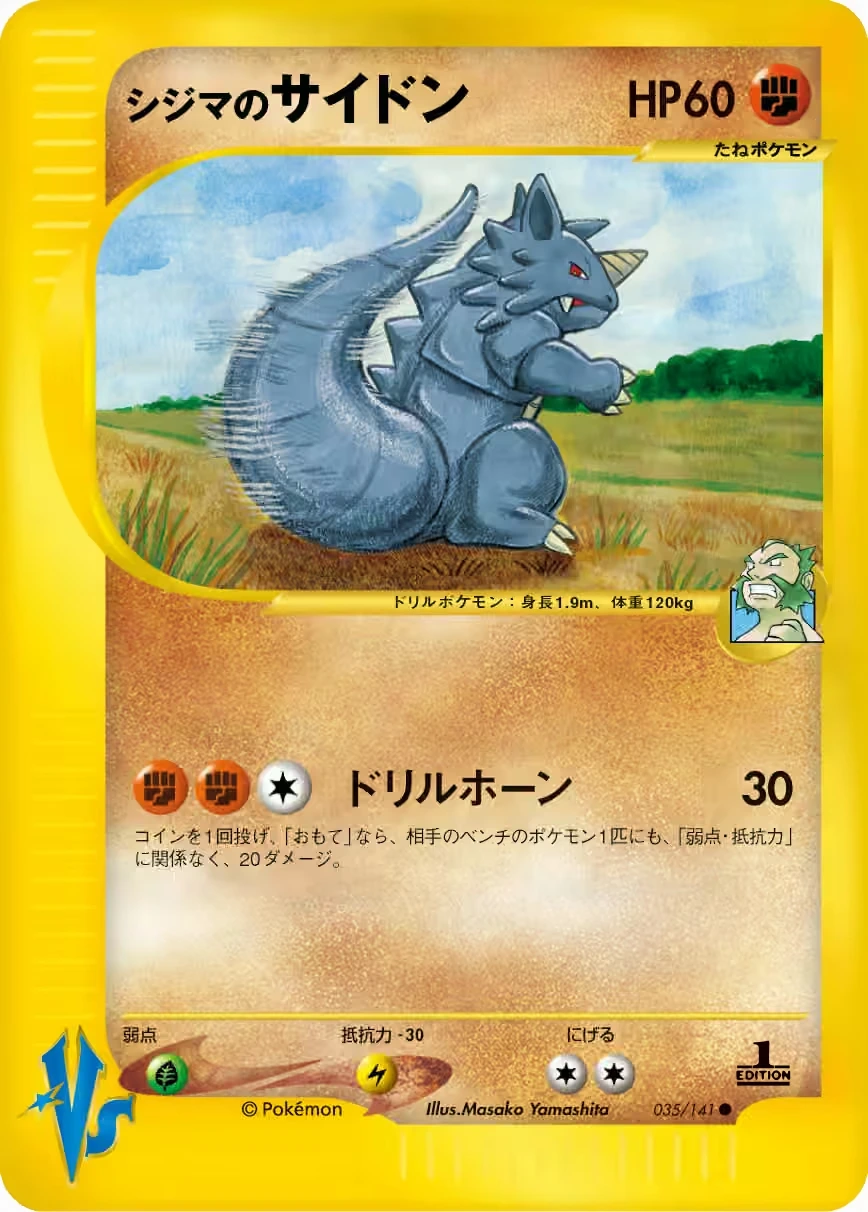 シジマのサイドン HP60
たねポケモン
ドリルポケモン：身長1.9m、体重120kg
ドリルホーン 30
コインを1回投げ、「おもて」なら、相手のベンチのポケモン1匹にも、「弱点・抵抗力」
に関係なく、20ダメージ。
弱点 抵抗力 -30 にげる
1
EDITION
VS
© Pokémon Illus.Masako Yamashita 035/141●